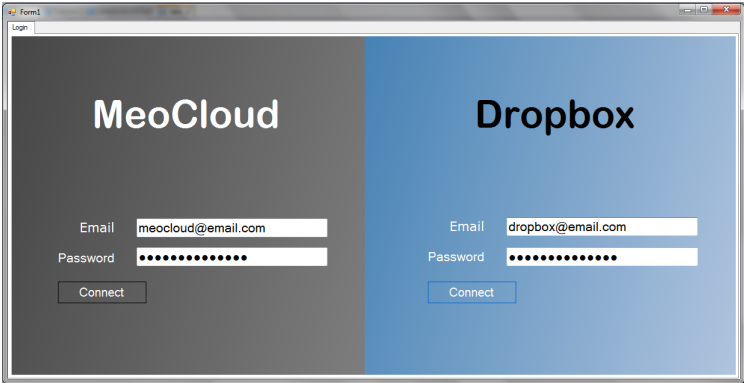 Form1
Login
MeoCloud
Email meocloud@email.com
Password ●●●●●●●●●●●●●●
Connect
Dropbox
Email dropbox@email.com
Password ●●●●●●●●●●●●●●
Connect